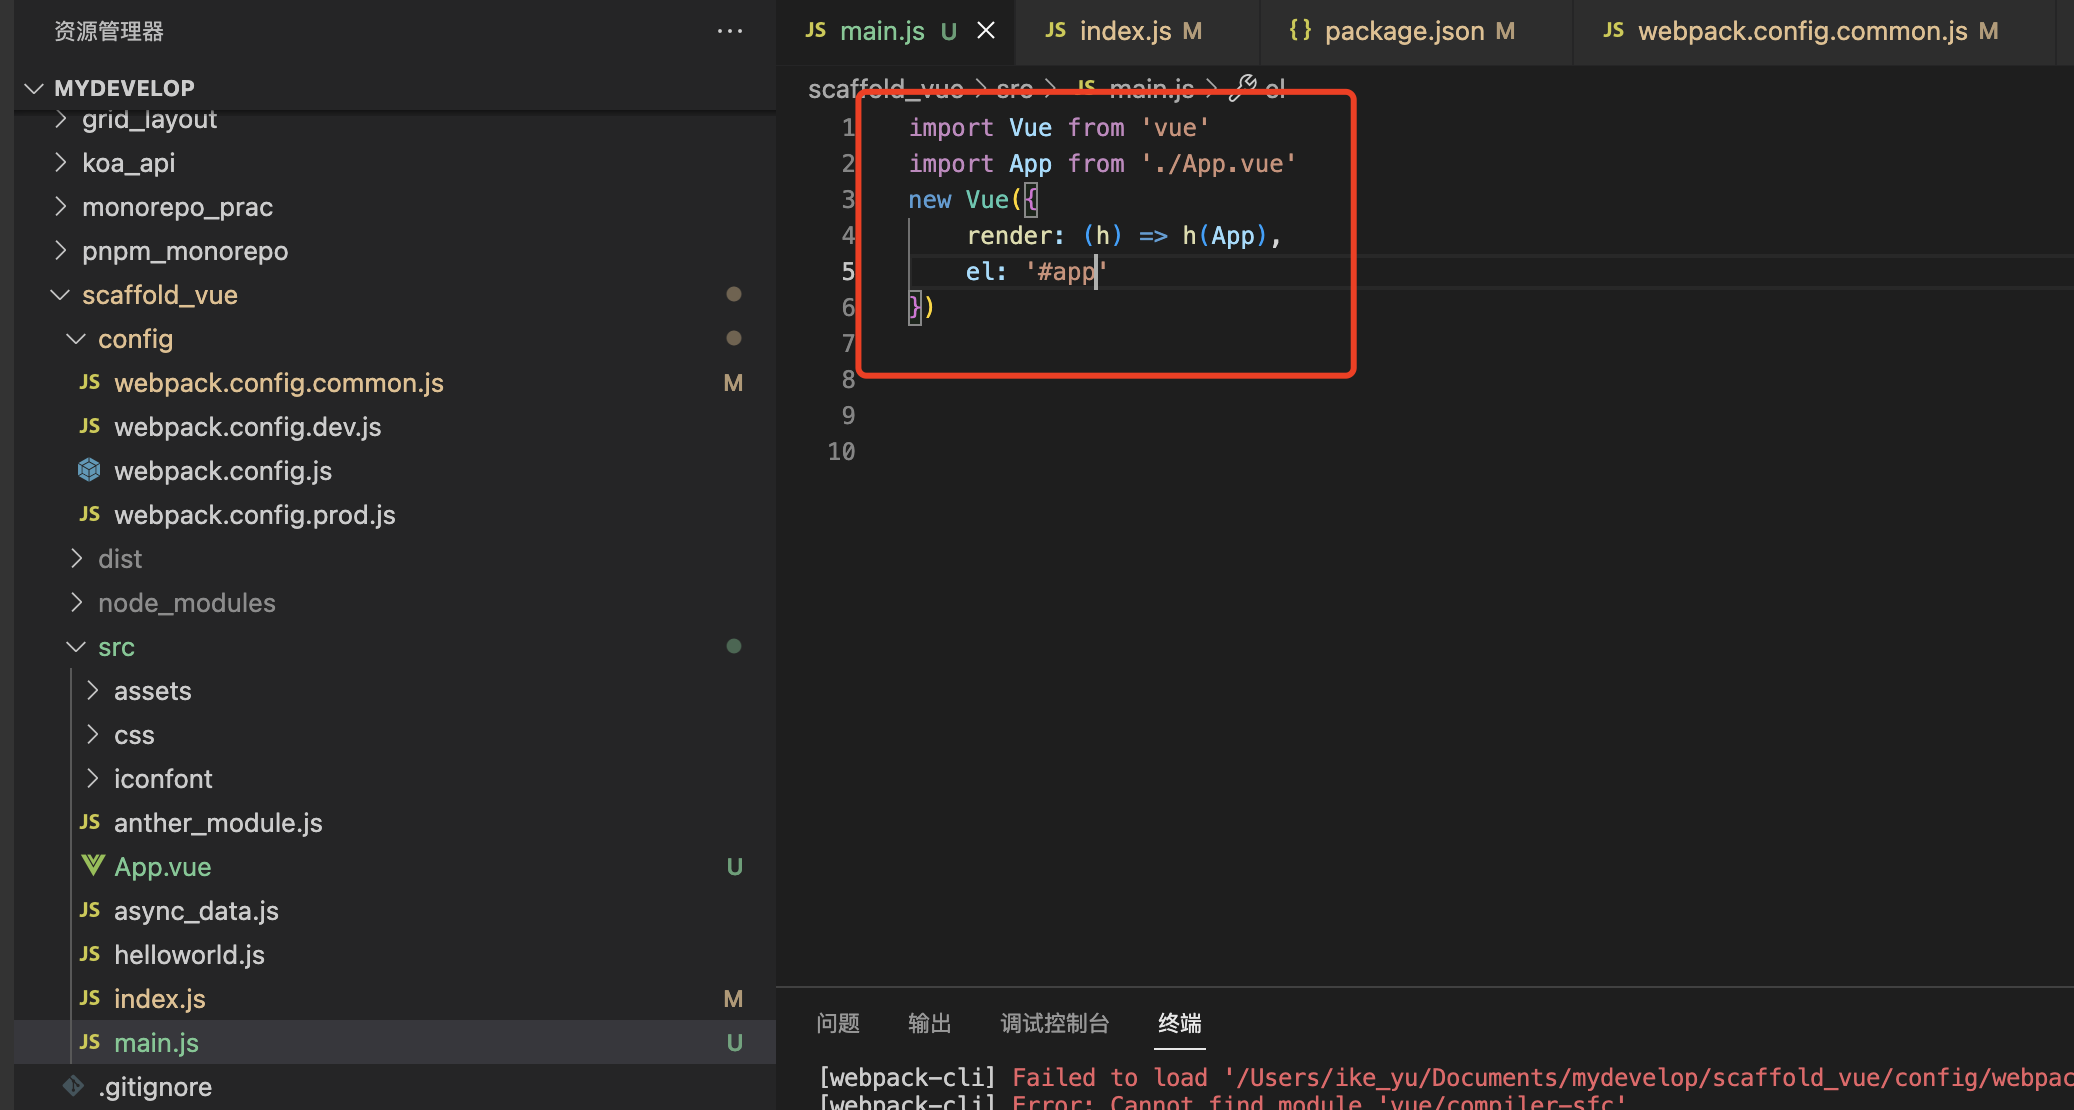 资源管理器
MYDEVELOP
grid_layout
koa_api
monorepo_prac
pnpm_monorepo
scaffold_vue
config
JS webpack.config.common.js M
JS webpack.config.dev.js
webpack.config.js
JS webpack.config.prod.js
dist
node_modules
src
assets
css
iconfont
JS anther_module.js
App.vue U
JS async_data.js
JS helloworld.js
JS index.js M
JS main.js U
.gitignore
JS main.js U
JS index.js M
{} package.json M
JS webpack.config.common.js M
scaffold_vue > src > JS main.js > el
1 import Vue from 'vue'
2 import App from './App.vue'
3 new Vue({
4 render: (h) => h(App),
5 el: '#app'
6 })
7
8
9
10
问题 输出 调试控制台 终端
[webpack-cli] Failed to load '/Users/ike_yu/Documents/mydevelop/scaffold_vue/config/webpac
[webpack-cli] Error: Cannot find module 'vue/compiler-sfc'